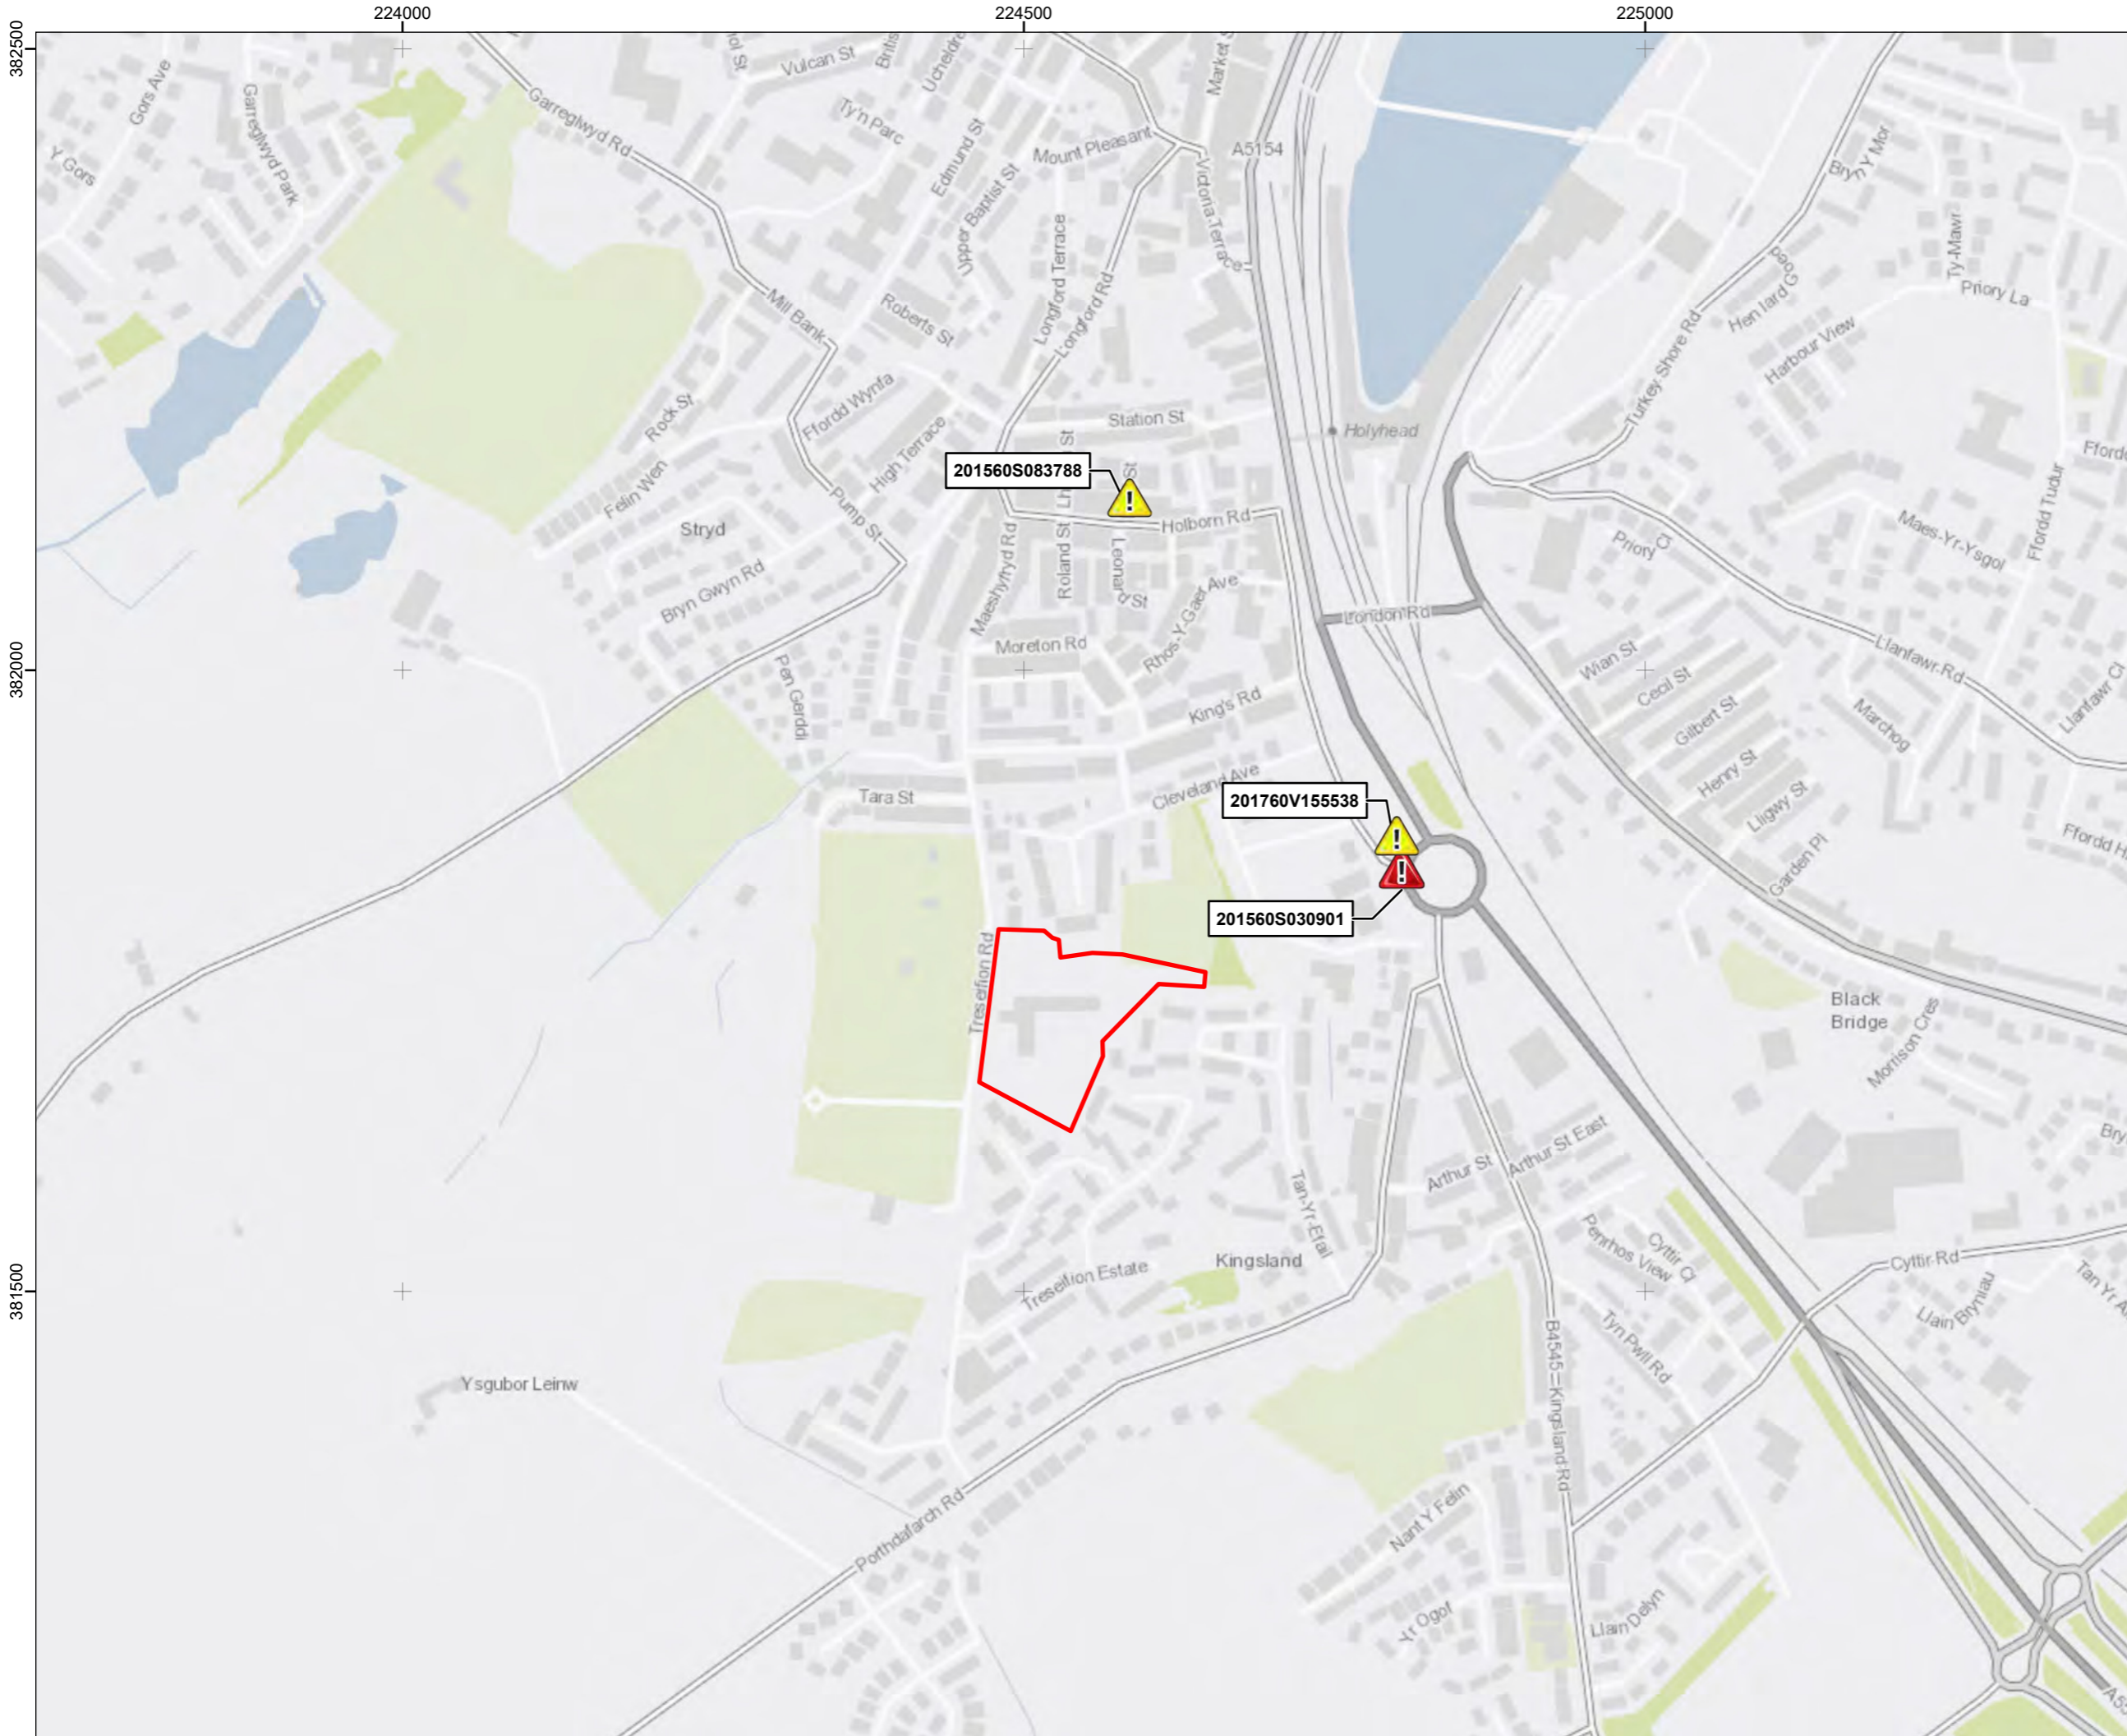 224000
224500
225000
382500
382000
381500
Gors Ave
Garreglwyd Park
Y Gors
Garreglwyd Rd
Vulcan St
Ty'n Parc
Edmund St
Upper Baptist St
Mount Pleasant
A5154
Victoria Terrace
Longford Terrace
Longford Rd
Mill Bank
Roberts St
Rock St
Ffordd Wynfa
High Terrace
Felin Wen
Pump St
Stryd
Bryn Gwyn Rd
Pen Gerddi
Station St
Holyhead
201560S083788
St
St
Holborn Rd
Maeshyfryd Rd
Roland St
Leonard St
Rhos-Y-Gaer Ave
Moreton Rd
King's Rd
London Rd
Cleveland Ave
Tara St
201760V155538
201560S030901
Treseifion Rd
Bryn Y Mor
Ty-Mawr
Priory La
Hen Iard Goed
Harbour View
Turkey Shore Rd
Ffordd Tudur
Maes-Yr-Ysgol
Priory Cl
Llanfawr Rd
Llanfawr Cl
Wian St
Cecil St
Gilbert St
Marchog
Henry St
Lligwy St
Garden Pl
Ffordd H
Black
Bridge
Morrison Cres
Arthur St
Arthur St East
Tan-Yr-Efail
Kingsland
Treseifion Estate
Penrhos View
Cyttir Cl
Cyttir Rd
Llain Bryniau
Tyn Pwll Rd
B4545 Kingsland Rd
Ysgubor Leinw
Porthdafarch Rd
Nant Y Felin
Yr Ogof
Llain Delyn